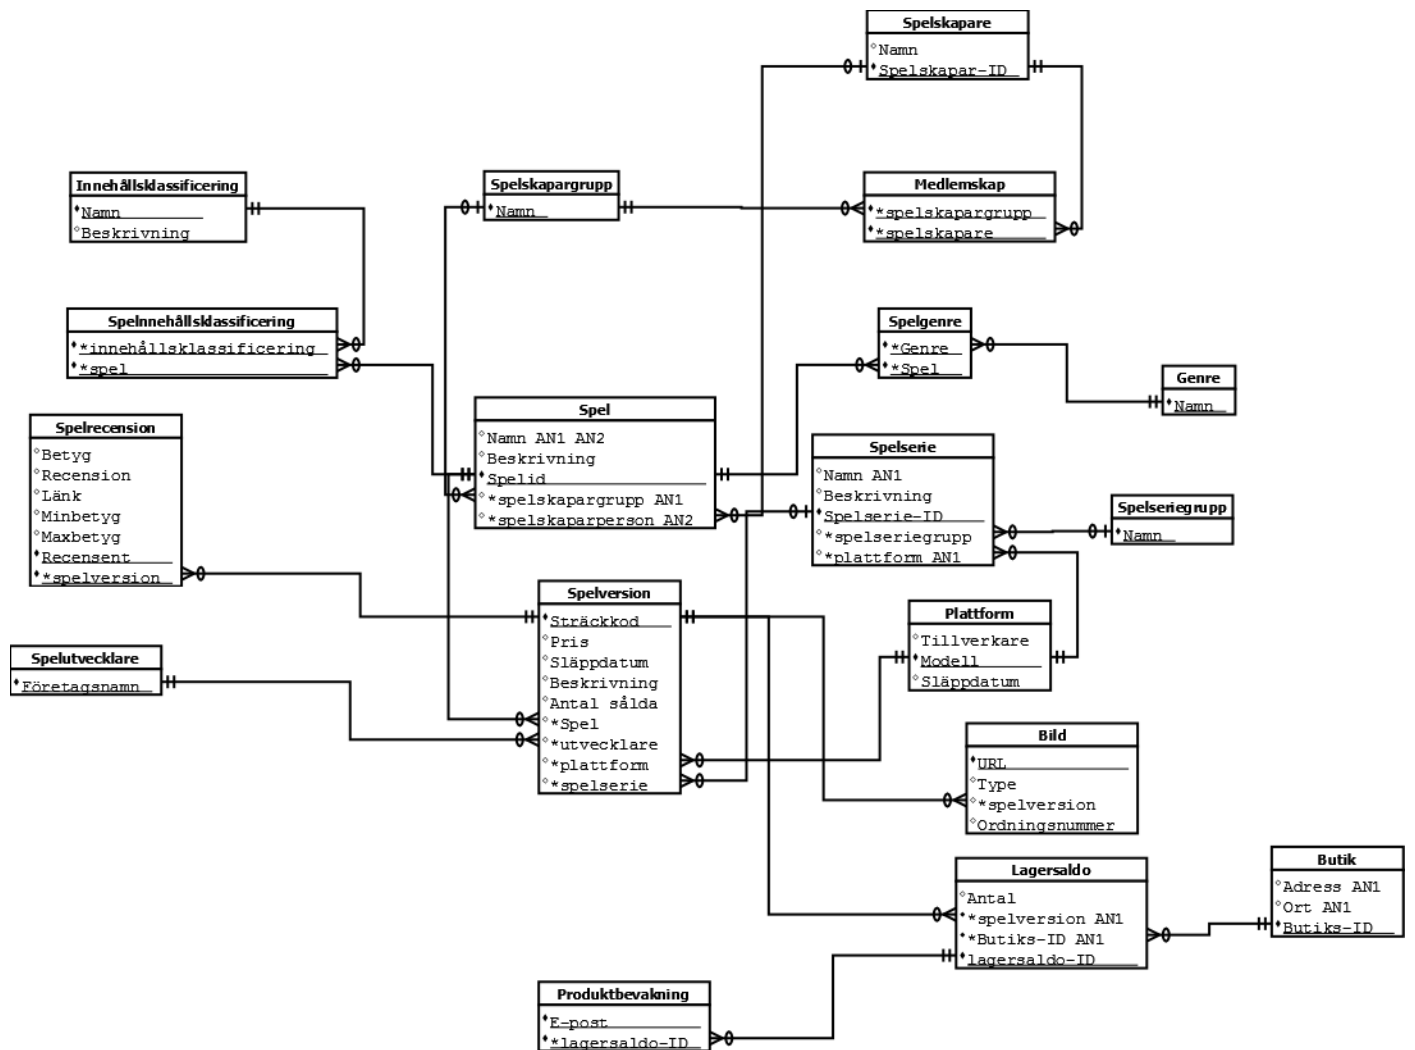 Spelskapare
Namn
Spelskapar-ID
Innehållsklassificering
Namn
Beskrivning
Spelskapargrupp
Namn
Medlemskap
*spelskapargrupp
*spelskapare
Spelnnehållsklassificering
*innehållsklassificering
*spel
Spelgenre
*Genre
*Spel
Genre
Namn
Spelrecension
Betyg
Recension
Länk
Minbetyg
Maxbetyg
Recensent
*spelversion
Spel
Namn AN1 AN2
Beskrivning
Spelid
*spelskapargrupp AN1
*spelskaparperson AN2
Spelserie
Namn AN1
Beskrivning
Spelserie-ID
*spelseriegrupp
*plattform AN1
Spelseriegrupp
Namn
Spelutvecklare
Företagsnamn
Spelversion
Sträckkod
Pris
Släppdatum
Beskrivning
Antal sålda
*Spel
*utvecklare
*plattform
*spelserie
Plattform
Tillverkare
Modell
Släppdatum
Bild
URL
Type
*spelversion
Ordningsnummer
Lagersaldo
Antal
*spelversion AN1
*Butiks-ID AN1
lagersaldo-ID
Butik
Adress AN1
Ort AN1
Butiks-ID
Produktbevakning
E-post
*lagersaldo-ID